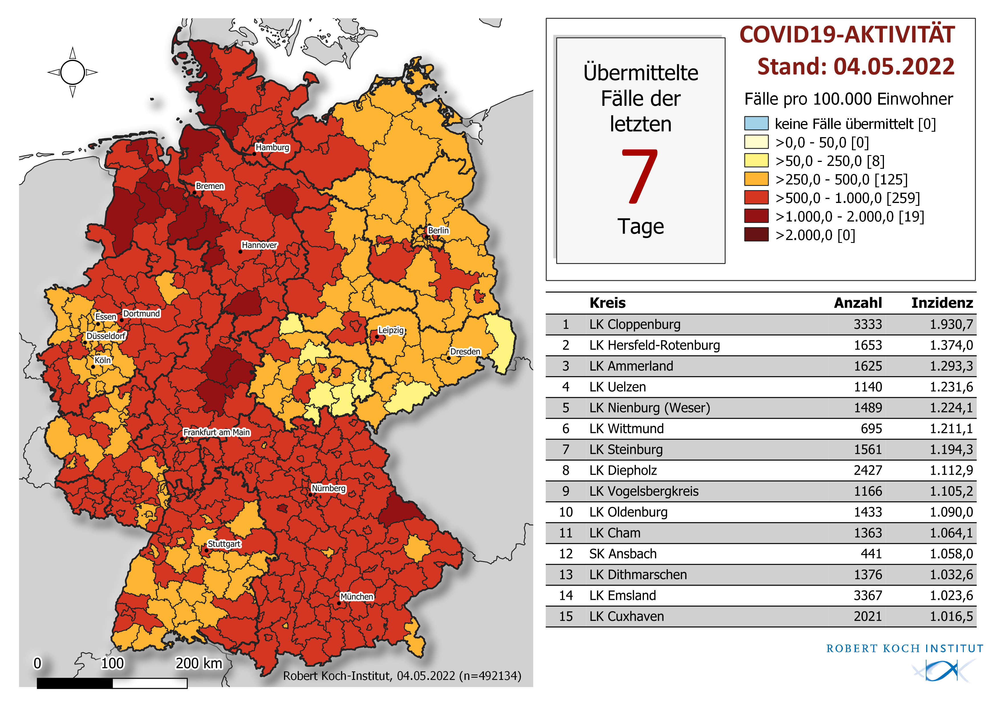 COVID19-AKTIVITÄT
Stand: 04.05.2022
Übermittelte
Fälle der
letzten
7
Tage
Fälle pro 100.000 Einwohner
keine Fälle übermittelt [0]
>0,0 - 50,0 [0]
>50,0 - 250,0 [8]
>250,0 - 500,0 [125]
>500,0 - 1.000,0 [259]
>1.000,0 - 2.000,0 [19]
>2.000,0 [0]
Hamburg
Bremen
Berlin
Hannover
Essen
Dortmund
Düsseldorf
Leipzig
Köln
Dresden
Frankfurt am Main
Nürnberg
Stuttgart
München
0 100 200 km
Robert Koch-Institut, 04.05.2022 (n=492134)
Kreis Anzahl Inzidenz
1 LK Cloppenburg 3333 1.930,7
2 LK Hersfeld-Rotenburg 1653 1.374,0
3 LK Ammerland 1625 1.293,3
4 LK Uelzen 1140 1.231,6
5 LK Nienburg (Weser) 1489 1.224,1
6 LK Wittmund 695 1.211,1
7 LK Steinburg 1561 1.194,3
8 LK Diepholz 2427 1.112,9
9 LK Vogelsbergkreis 1166 1.105,2
10 LK Oldenburg 1433 1.090,0
11 LK Cham 1363 1.064,1
12 SK Ansbach 441 1.058,0
13 LK Dithmarschen 1376 1.032,6
14 LK Emsland 3367 1.023,6
15 LK Cuxhaven 2021 1.016,5
ROBERT KOCH INSTITUT